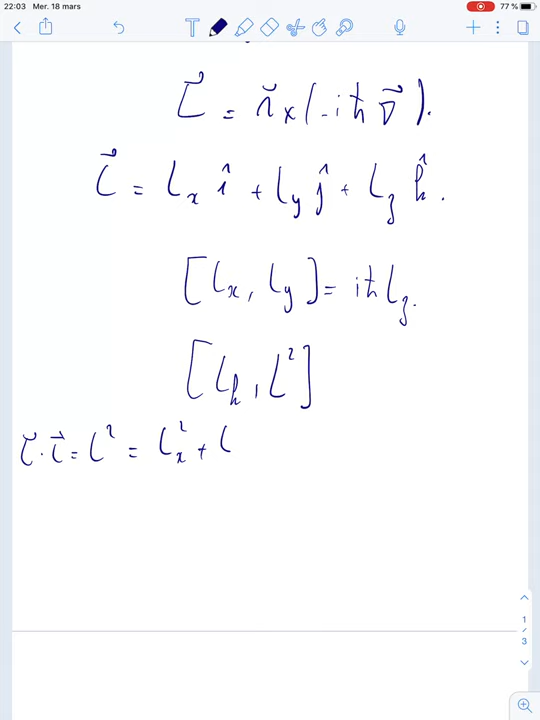 22:03 Mer. 18 mars 77 %
L⃗ = r⃗ x (-iħ ∇⃗).
L⃗ = Lₓ î + L_y ĵ + L_z k̂.
[Lₓ, L_y] = iħ L_z.
[L_k, L²]
L⃗ · L⃗ = L² = Lₓ² + L
1
/
3